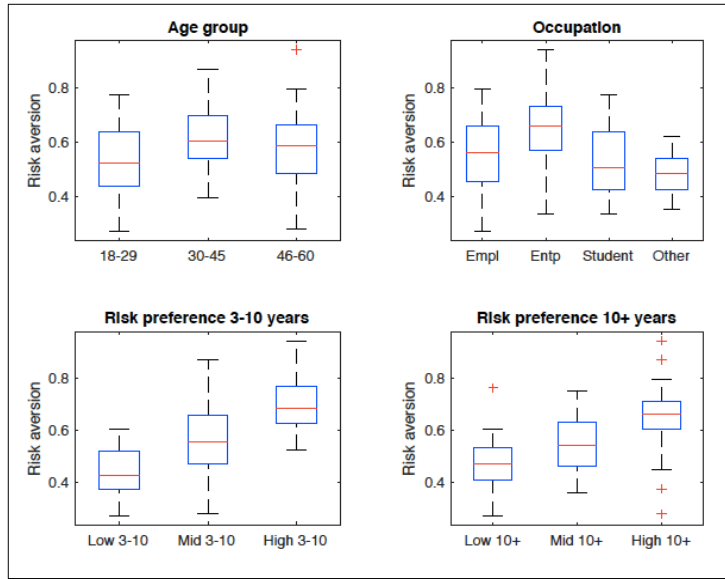 Age group
Risk aversion
0.8
0.6
0.4
18-29 30-45 46-60
Occupation
Risk aversion
0.8
0.6
0.4
Empl Entp Student Other
Risk preference 3-10 years
Risk aversion
0.8
0.6
0.4
Low 3-10 Mid 3-10 High 3-10
Risk preference 10+ years
Risk aversion
0.8
0.6
0.4
Low 10+ Mid 10+ High 10+